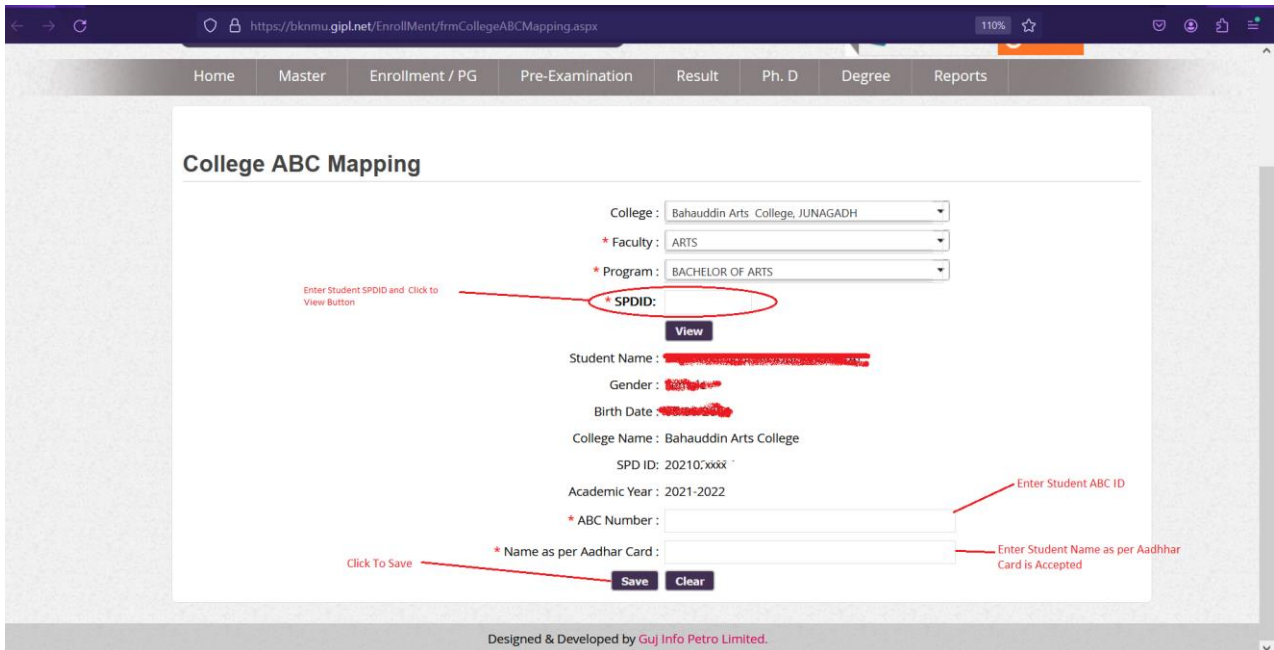 https://bknmu.gipl.net/EnrollMent/frmCollegeABCMapping.aspx
110%
Home Master Enrollment / PG Pre-Examination Result Ph. D Degree Reports
College ABC Mapping
College : Bahauddin Arts College, JUNAGADH
* Faculty : ARTS
* Program : BACHELOR OF ARTS
Enter Student SPDID and Click to
View Button
* SPDID:
View
Student Name :
Gender :
Birth Date :
College Name : Bahauddin Arts College
SPD ID: 20210,xxxx
Academic Year : 2021-2022
Enter Student ABC ID
* ABC Number :
* Name as per Aadhar Card :
Enter Student Name as per Aadhhar
Card is Accepted
Click To Save
Save Clear
Designed & Developed by Guj Info Petro Limited.